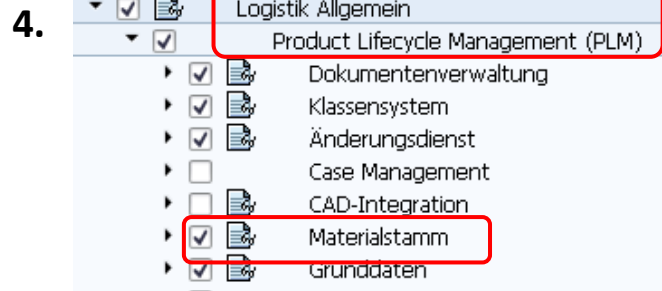 4.
Logistik Allgemein
Product Lifecycle Management (PLM)
Dokumentenverwaltung
Klassensystem
Änderungsdienst
Case Management
CAD-Integration
Materialstamm
Grunddaten